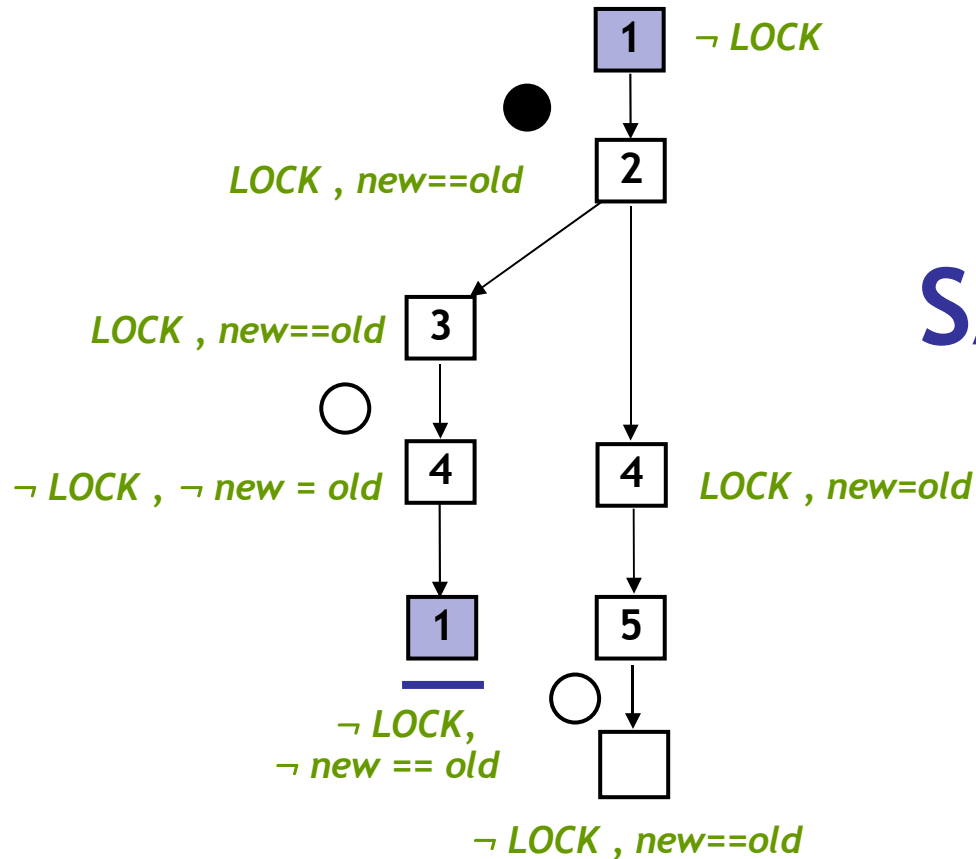 1 ¬ LOCK
2
LOCK , new==old
3
LOCK , new==old
4
¬ LOCK , ¬ new = old
4
LOCK , new=old
1
5
¬ LOCK,
¬ new == old
¬ LOCK , new==old